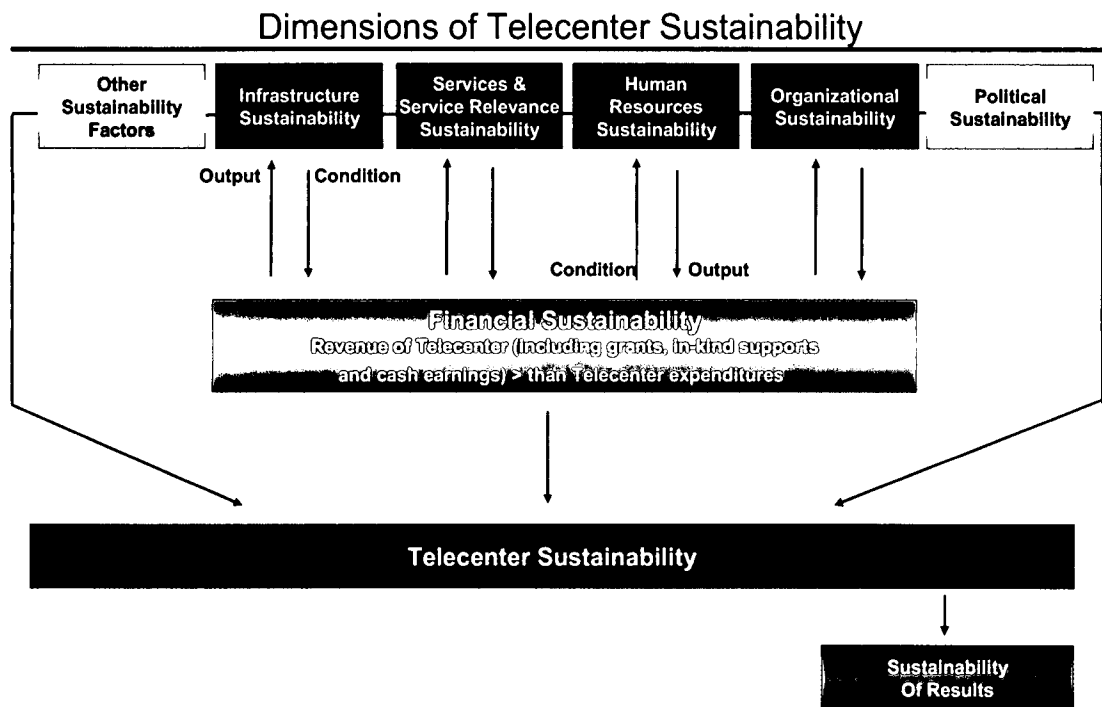 Dimensions of Telecenter Sustainability
Other
Sustainability
Factors
Infrastructure
Sustainability
Services &
Service Relevance
Sustainability
Human
Resources
Sustainability
Organizational
Sustainability
Political
Sustainability
Output
Condition
Condition
Output
Financial Sustainability
Revenue of Telecenter (Including grants, in-kind supports
and cash earnings) > than Telecenter expenditures
Telecenter Sustainability
Sustainability
Of Results